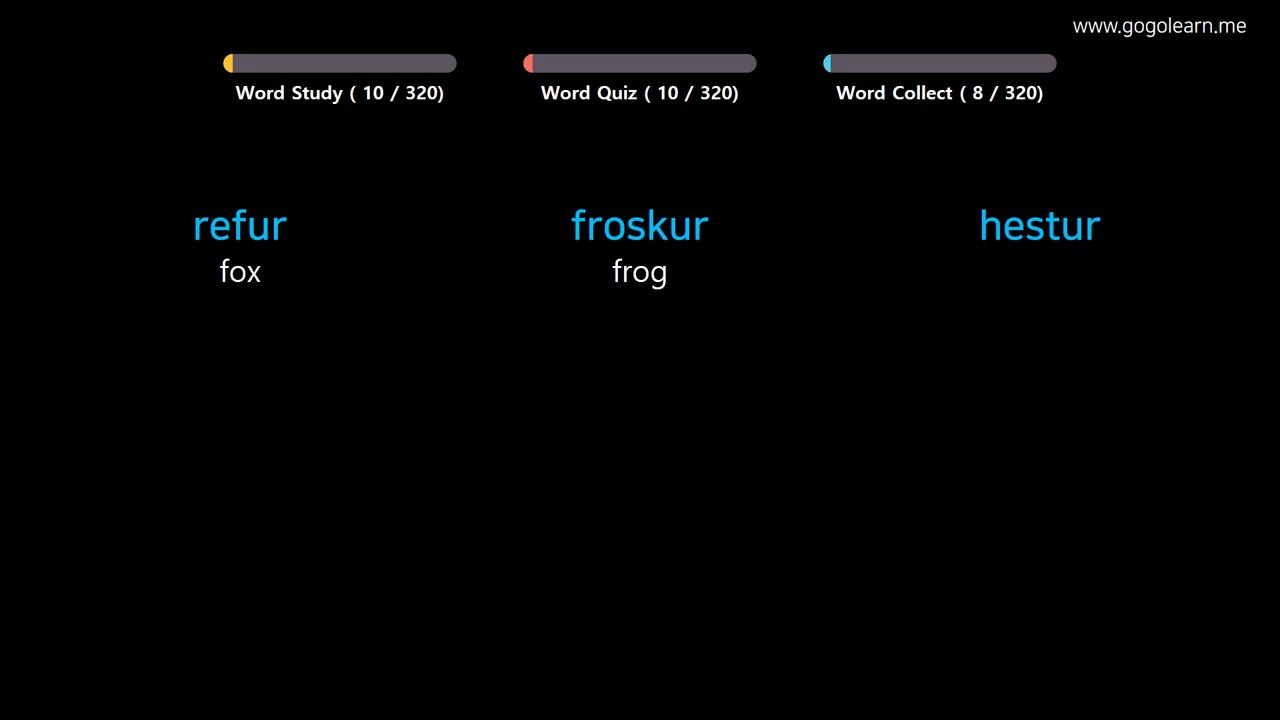 www.gogolearn.me
Word Study ( 10 / 320)
Word Quiz ( 10 / 320)
Word Collect ( 8 / 320)
refur
fox
froskur
frog
hestur